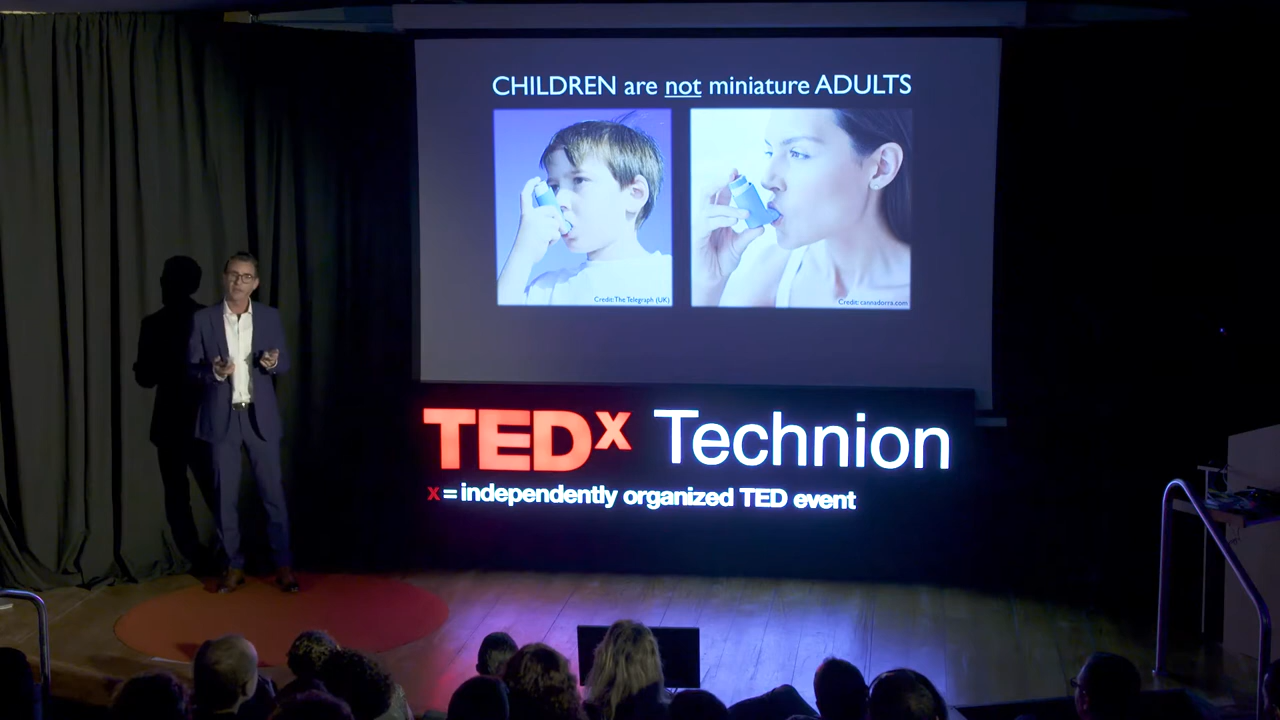 CHILDREN are not miniature ADULTS
Credit: The Telegraph (UK)
Credit: cannadorra.com
TEDx Technion
x = independently organized TED event